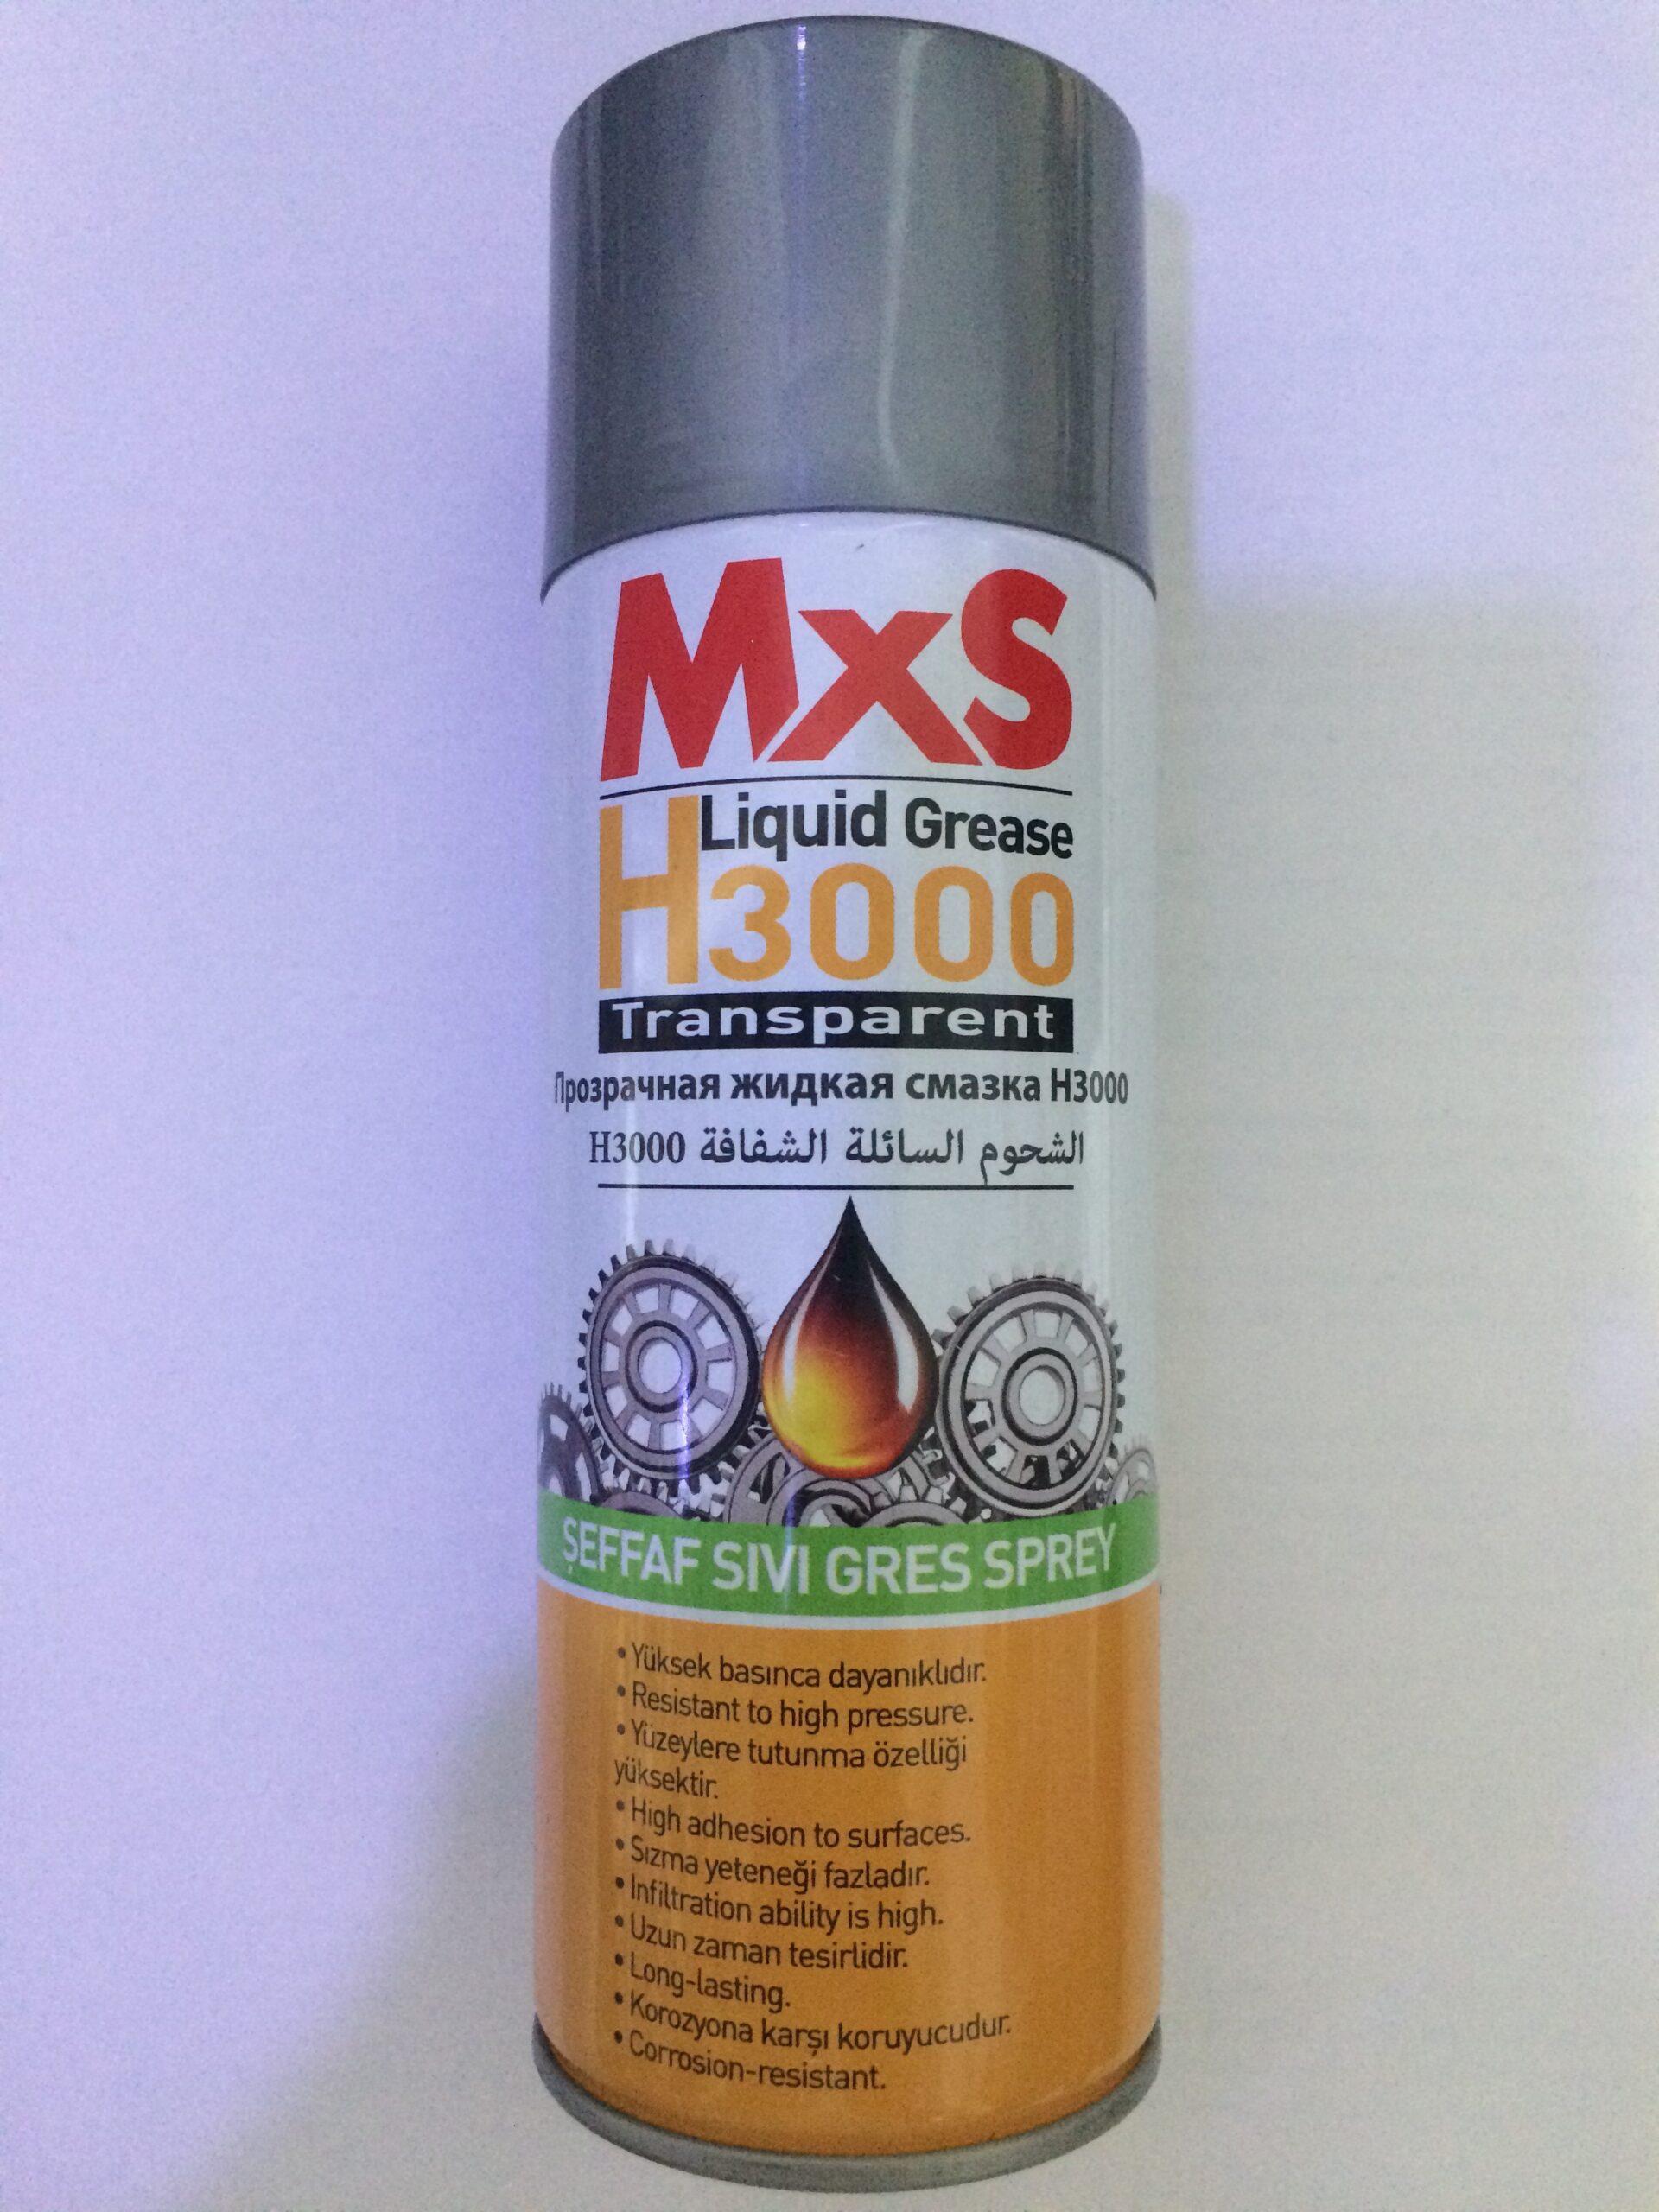 MxS
Liquid Grease
H3000
Transparent
Прозрачная жидкая смазка H3000
الشحوم السائلة الشفافة H3000
ŞEFFAF SIVI GRES SPREY
• Yüksek basınca dayanıklıdır.
• Resistant to high pressure.
• Yüzeylere tutunma özelliği
yüksektir.
• High adhesion to surfaces.
• Sızma yeteneği fazladır.
• Infiltration ability is high.
• Uzun zaman tesirlidir.
• Long-lasting.
• Korozyona karşı koruyucudur.
• Corrosion-resistant.